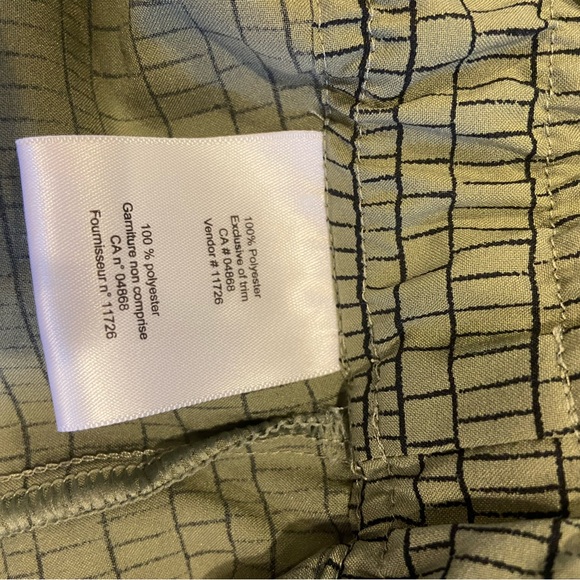 100% Polyester
Exclusive of trim
CA # 04868
Vendor # 11726
100 % polyester
Garniture non comprise
CA n° 04868
Fournisseur n° 11726